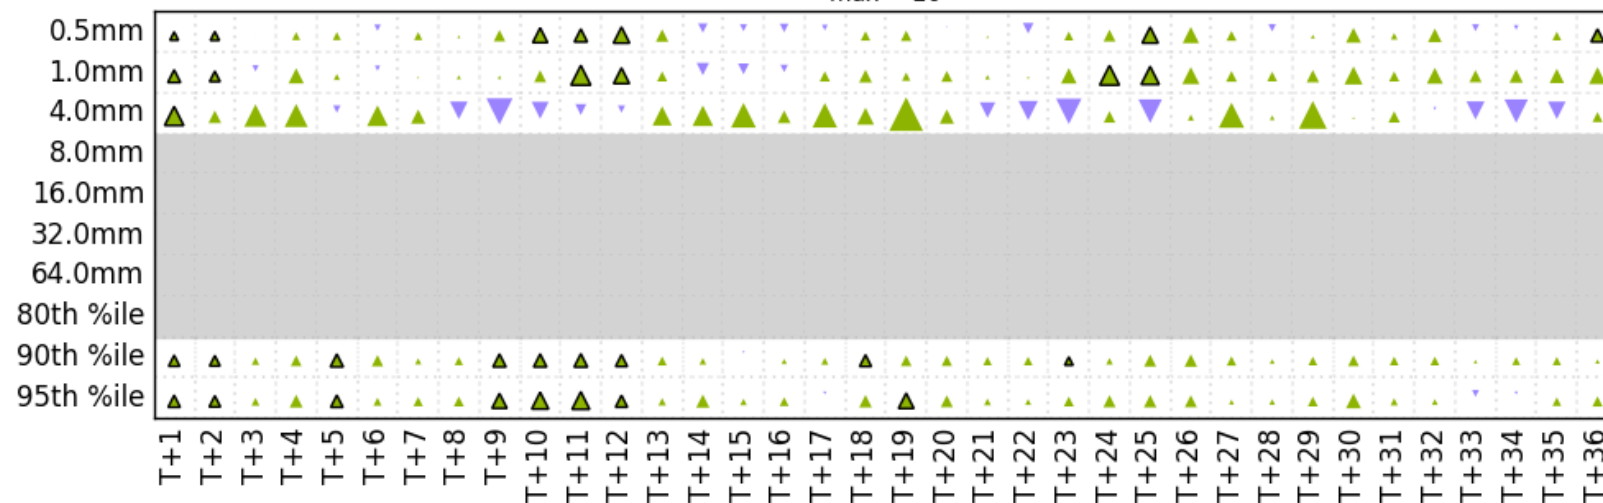 0.5mm
1.0mm
4.0mm
8.0mm
16.0mm
32.0mm
64.0mm
80th %ile
90th %ile
95th %ile
T+1 T+2 T+3 T+4 T+5 T+6 T+7 T+8 T+9 T+10 T+11 T+12 T+13 T+14 T+15 T+16 T+17 T+18 T+19 T+20 T+21 T+22 T+23 T+24 T+25 T+26 T+27 T+28 T+29 T+30 T+31 T+32 T+33 T+34 T+35 T+36